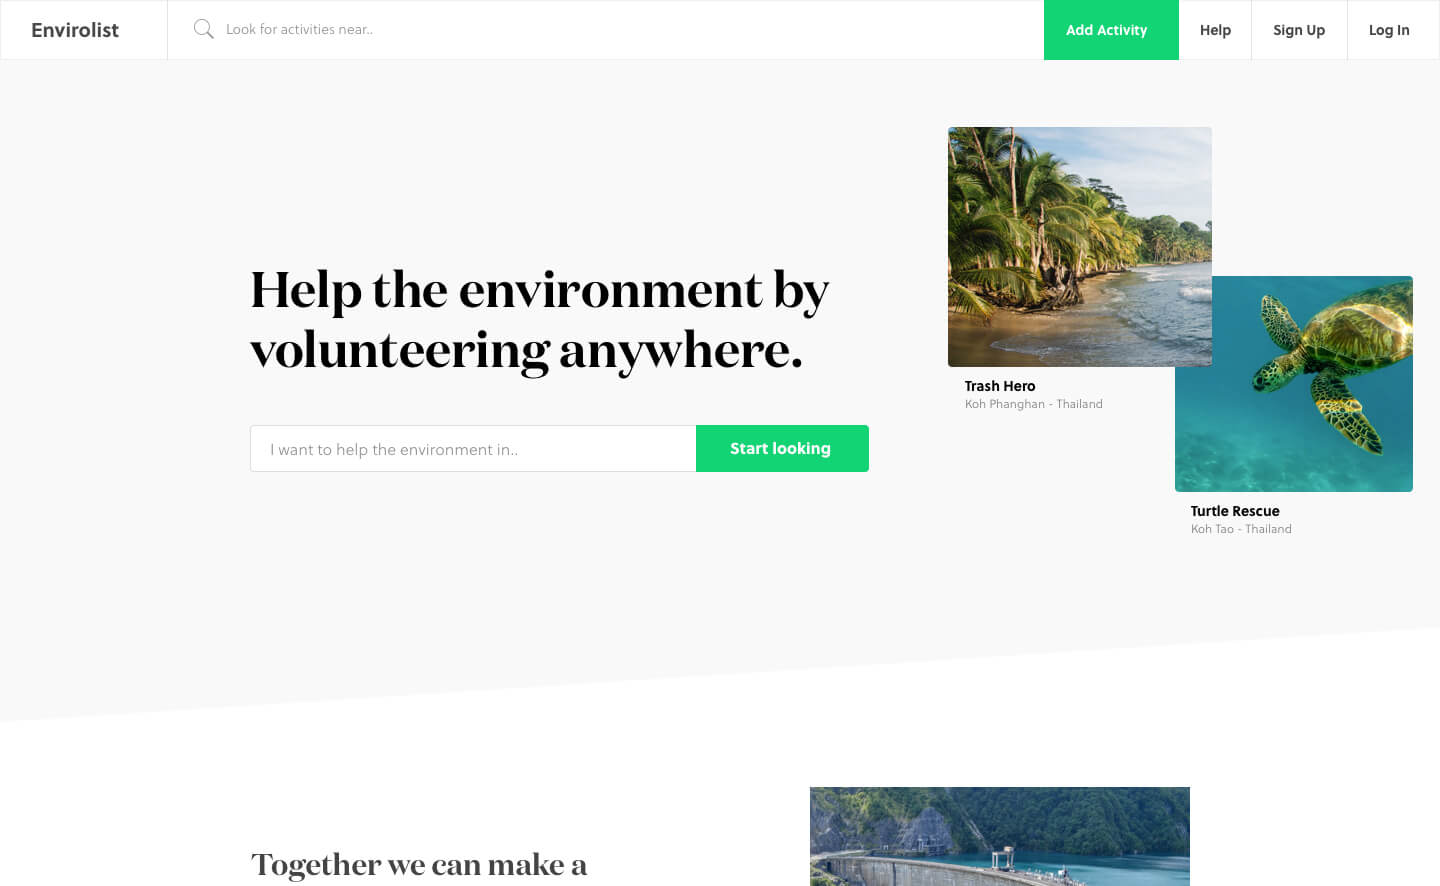 Envirolist
Look for activities near..
Add Activity
Help
Sign Up
Log In
Help the environment by
volunteering anywhere.
I want to help the environment in..
Start looking
Trash Hero
Koh Phanghan - Thailand
Turtle Rescue
Koh Tao - Thailand
Together we can make a